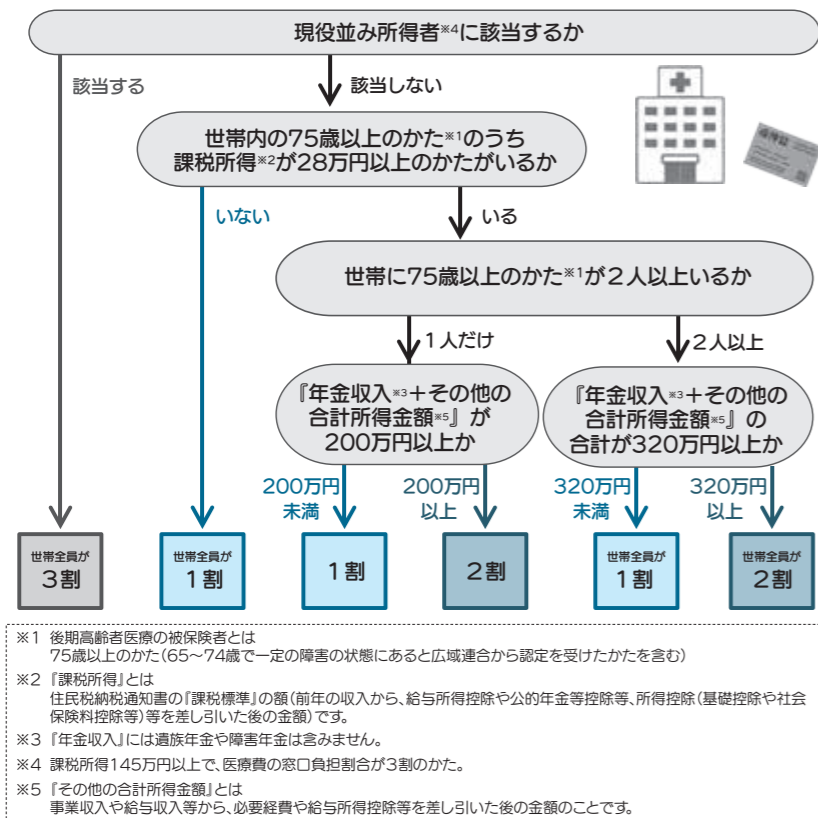 現役並み所得者※4に該当するか
該当する
該当しない
世帯内の75歳以上のかた※1のうち
課税所得※2が28万円以上のかたがいるか
いない
いる
世帯に75歳以上のかた※1が2人以上いるか
1人だけ
2人以上
『年金収入※3+その他の
合計所得金額※5』が
200万円以上か
『年金収入※3+その他の
合計所得金額※5』の
合計が320万円以上か
200万円
未満
200万円
以上
320万円
未満
320万円
以上
世帯全員が
3割
世帯全員が
1割
1割
2割
世帯全員が
1割
世帯全員が
2割
※1 後期高齢者医療の被保険者とは
75歳以上のかた(65~74歳で一定の障害の状態にあると広域連合から認定を受けたかたを含む)
※2 『課税所得』とは
住民税納税通知書の『課税標準』の額(前年の収入から、給与所得控除や公的年金等控除等、所得控除(基礎控除や社会
保険料控除等)等を差し引いた後の金額)です。
※3 『年金収入』には遺族年金や障害年金は含みません。
※4 課税所得145万円以上で、医療費の窓口負担割合が3割のかた。
※5 『その他の合計所得金額』とは
事業収入や給与収入等から、必要経費や給与所得控除等を差し引いた後の金額のことです。